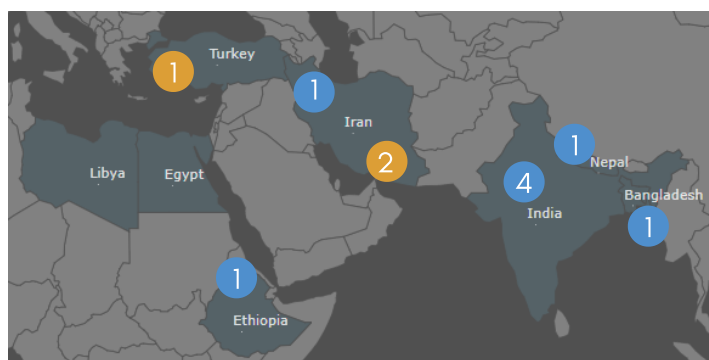 Turkey
1
1
Iran
2
1
Nepal
Libya
Egypt
4
Bangladesh
India
1
1
Ethiopia